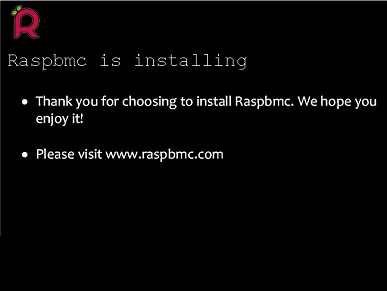 Raspbmc is installing
• Thank you for choosing to install Raspbmc. We hope you
enjoy it!
• Please visit www.raspbmc.com